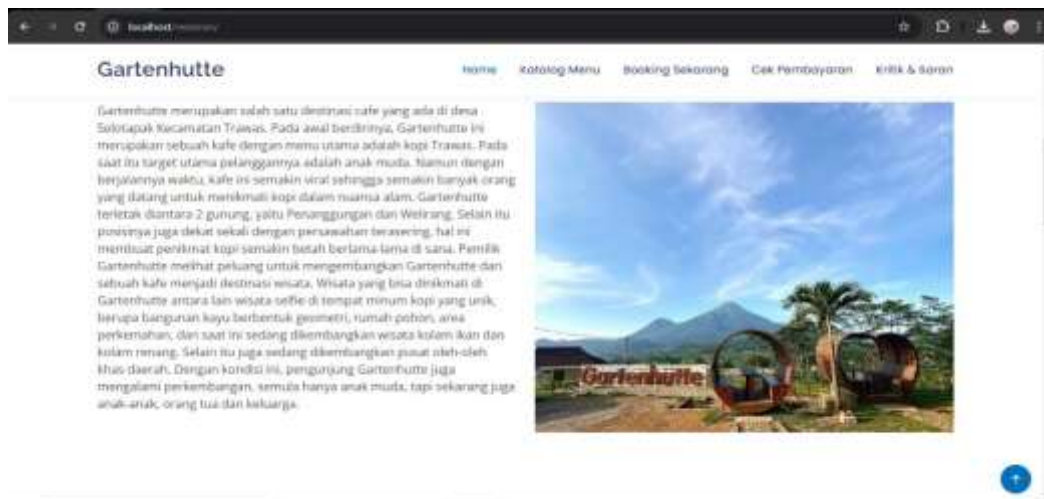 localhost
Gartenhutte
Home Katalog Menu Booking Sekarang Cek Pembayaran Kritik & Saran
Gartenhutte merupakan salah satu destinasi cafe yang ada di desa
Selotapak Kecamatan Trawas. Pada awal berdirinya, Gartenhutte ini
merupakan sebuah kafe dengan menu utama adalah kopi Trawas. Pada
saat itu target utama pelanggannya adalah anak muda. Namun dengan
berjalannya waktu, kafe ini semakin viral sehingga semakin banyak orang
yang datang untuk menikmati kopi dalam nuansa alam. Gartenhutte
terletak diantara 2 gunung, yaitu Penanggungan dan Welirang. Selain itu
posisinya juga dekat sekali dengan persawahan terasering, hal ini
membuat penikmat kopi semakin betah berlama-lama di sana. Pemilik
Gartenhutte melihat peluang untuk mengembangkan Gartenhutte dari
sebuah kafe menjadi destinasi wisata. Wisata yang bisa dinikmati di
Gartenhutte antara lain wisata selfie di tempat minum kopi yang unik,
berupa bangunan kayu berbentuk geometri, rumah pohon, area
perkemahan, dan saat ini sedang dikembangkan wisata kolam ikan dan
kolam renang. Selain itu juga sedang dikembangkan pusat oleh-oleh
khas daerah. Dengan kondisi ini, pengunjung Gartenhutte juga
mengalami perkembangan, semula hanya anak muda, tapi sekarang juga
anak-anak, orang tua dan keluarga.
Gartenhutte